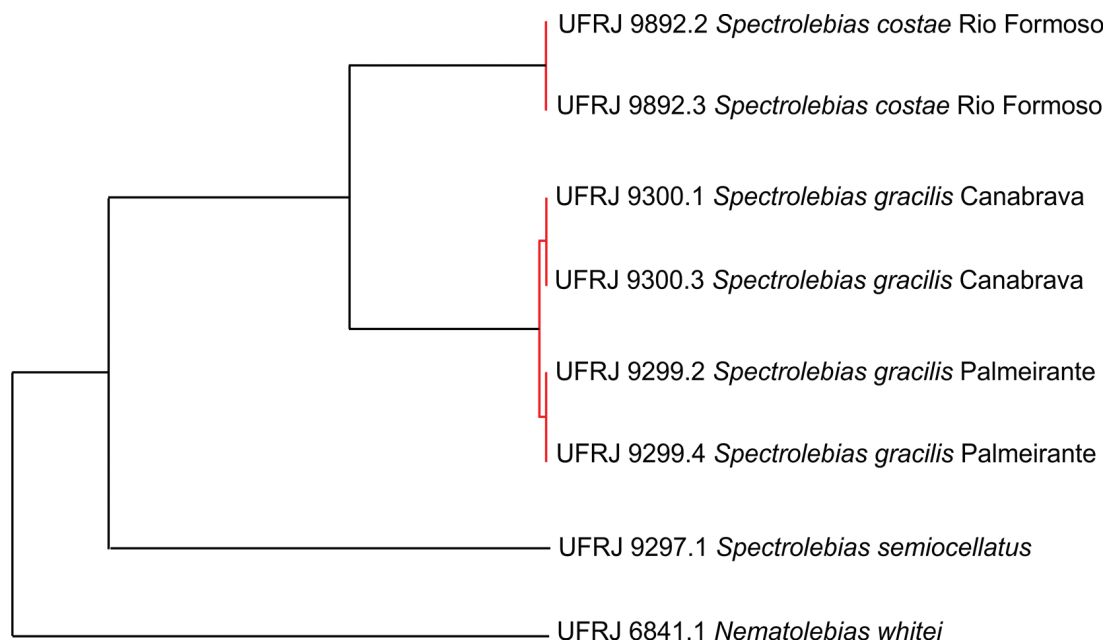 UFRJ 9892.2 Spectrolebias costae Rio Formoso
UFRJ 9892.3 Spectrolebias costae Rio Formoso
UFRJ 9300.1 Spectrolebias gracilis Canabrava
UFRJ 9300.3 Spectrolebias gracilis Canabrava
UFRJ 9299.2 Spectrolebias gracilis Palmeirante
UFRJ 9299.4 Spectrolebias gracilis Palmeirante
UFRJ 9297.1 Spectrolebias semiocellatus
UFRJ 6841.1 Nematolebias whitei